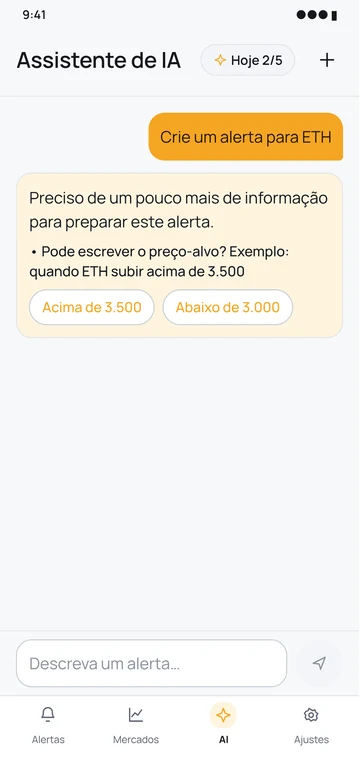 9:41
Assistente de IA
Hoje 2/5
Crie um alerta para ETH
Preciso de um pouco mais de informação
para preparar este alerta.
• Pode escrever o preço-alvo? Exemplo:
quando ETH subir acima de 3.500
Acima de 3.500
Abaixo de 3.000
Descreva um alerta…
Alertas
Mercados
AI
Ajustes